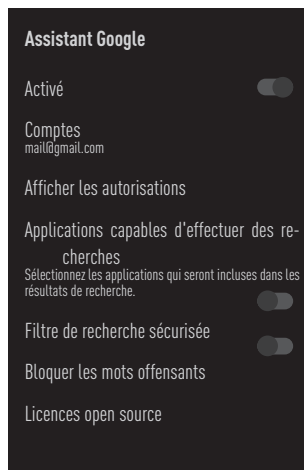 Assistant Google
Activé
Comptes
mail@gmail.com
Afficher les autorisations
Applications capables d'effectuer des re-
cherches
Sélectionnez les applications qui seront incluses dans les
résultats de recherche.
Filtre de recherche sécurisée
Bloquer les mots offensants
Licences open source